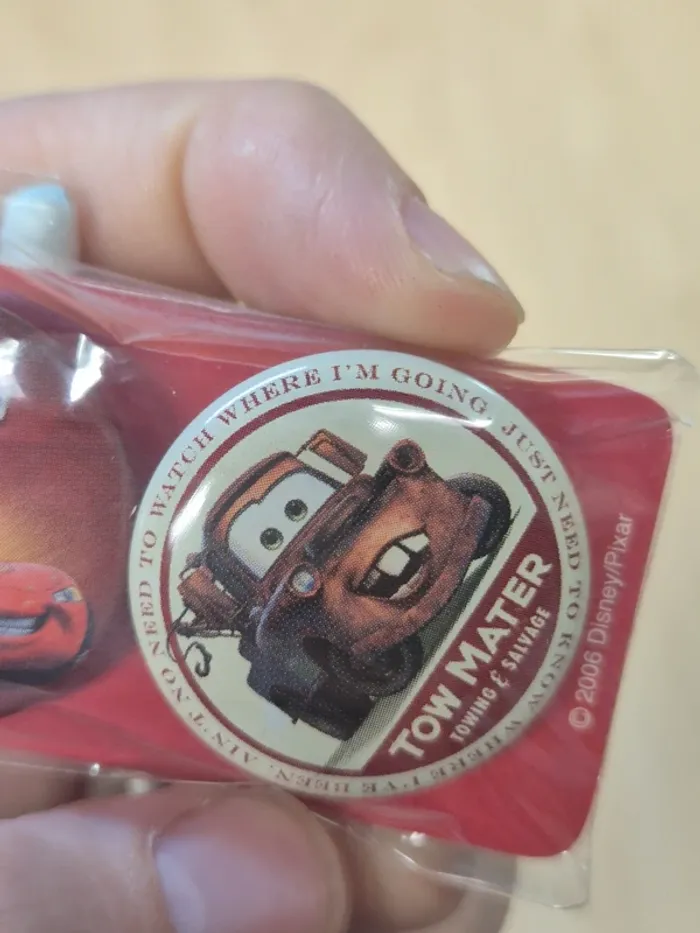 AIN'T NO NEED TO WATCH WHERE I'M GOING, JUST NEED TO KNOW WHERE I'VE BEEN.
TOW MATER
TOWING & SALVAGE
© 2006 Disney/Pixar